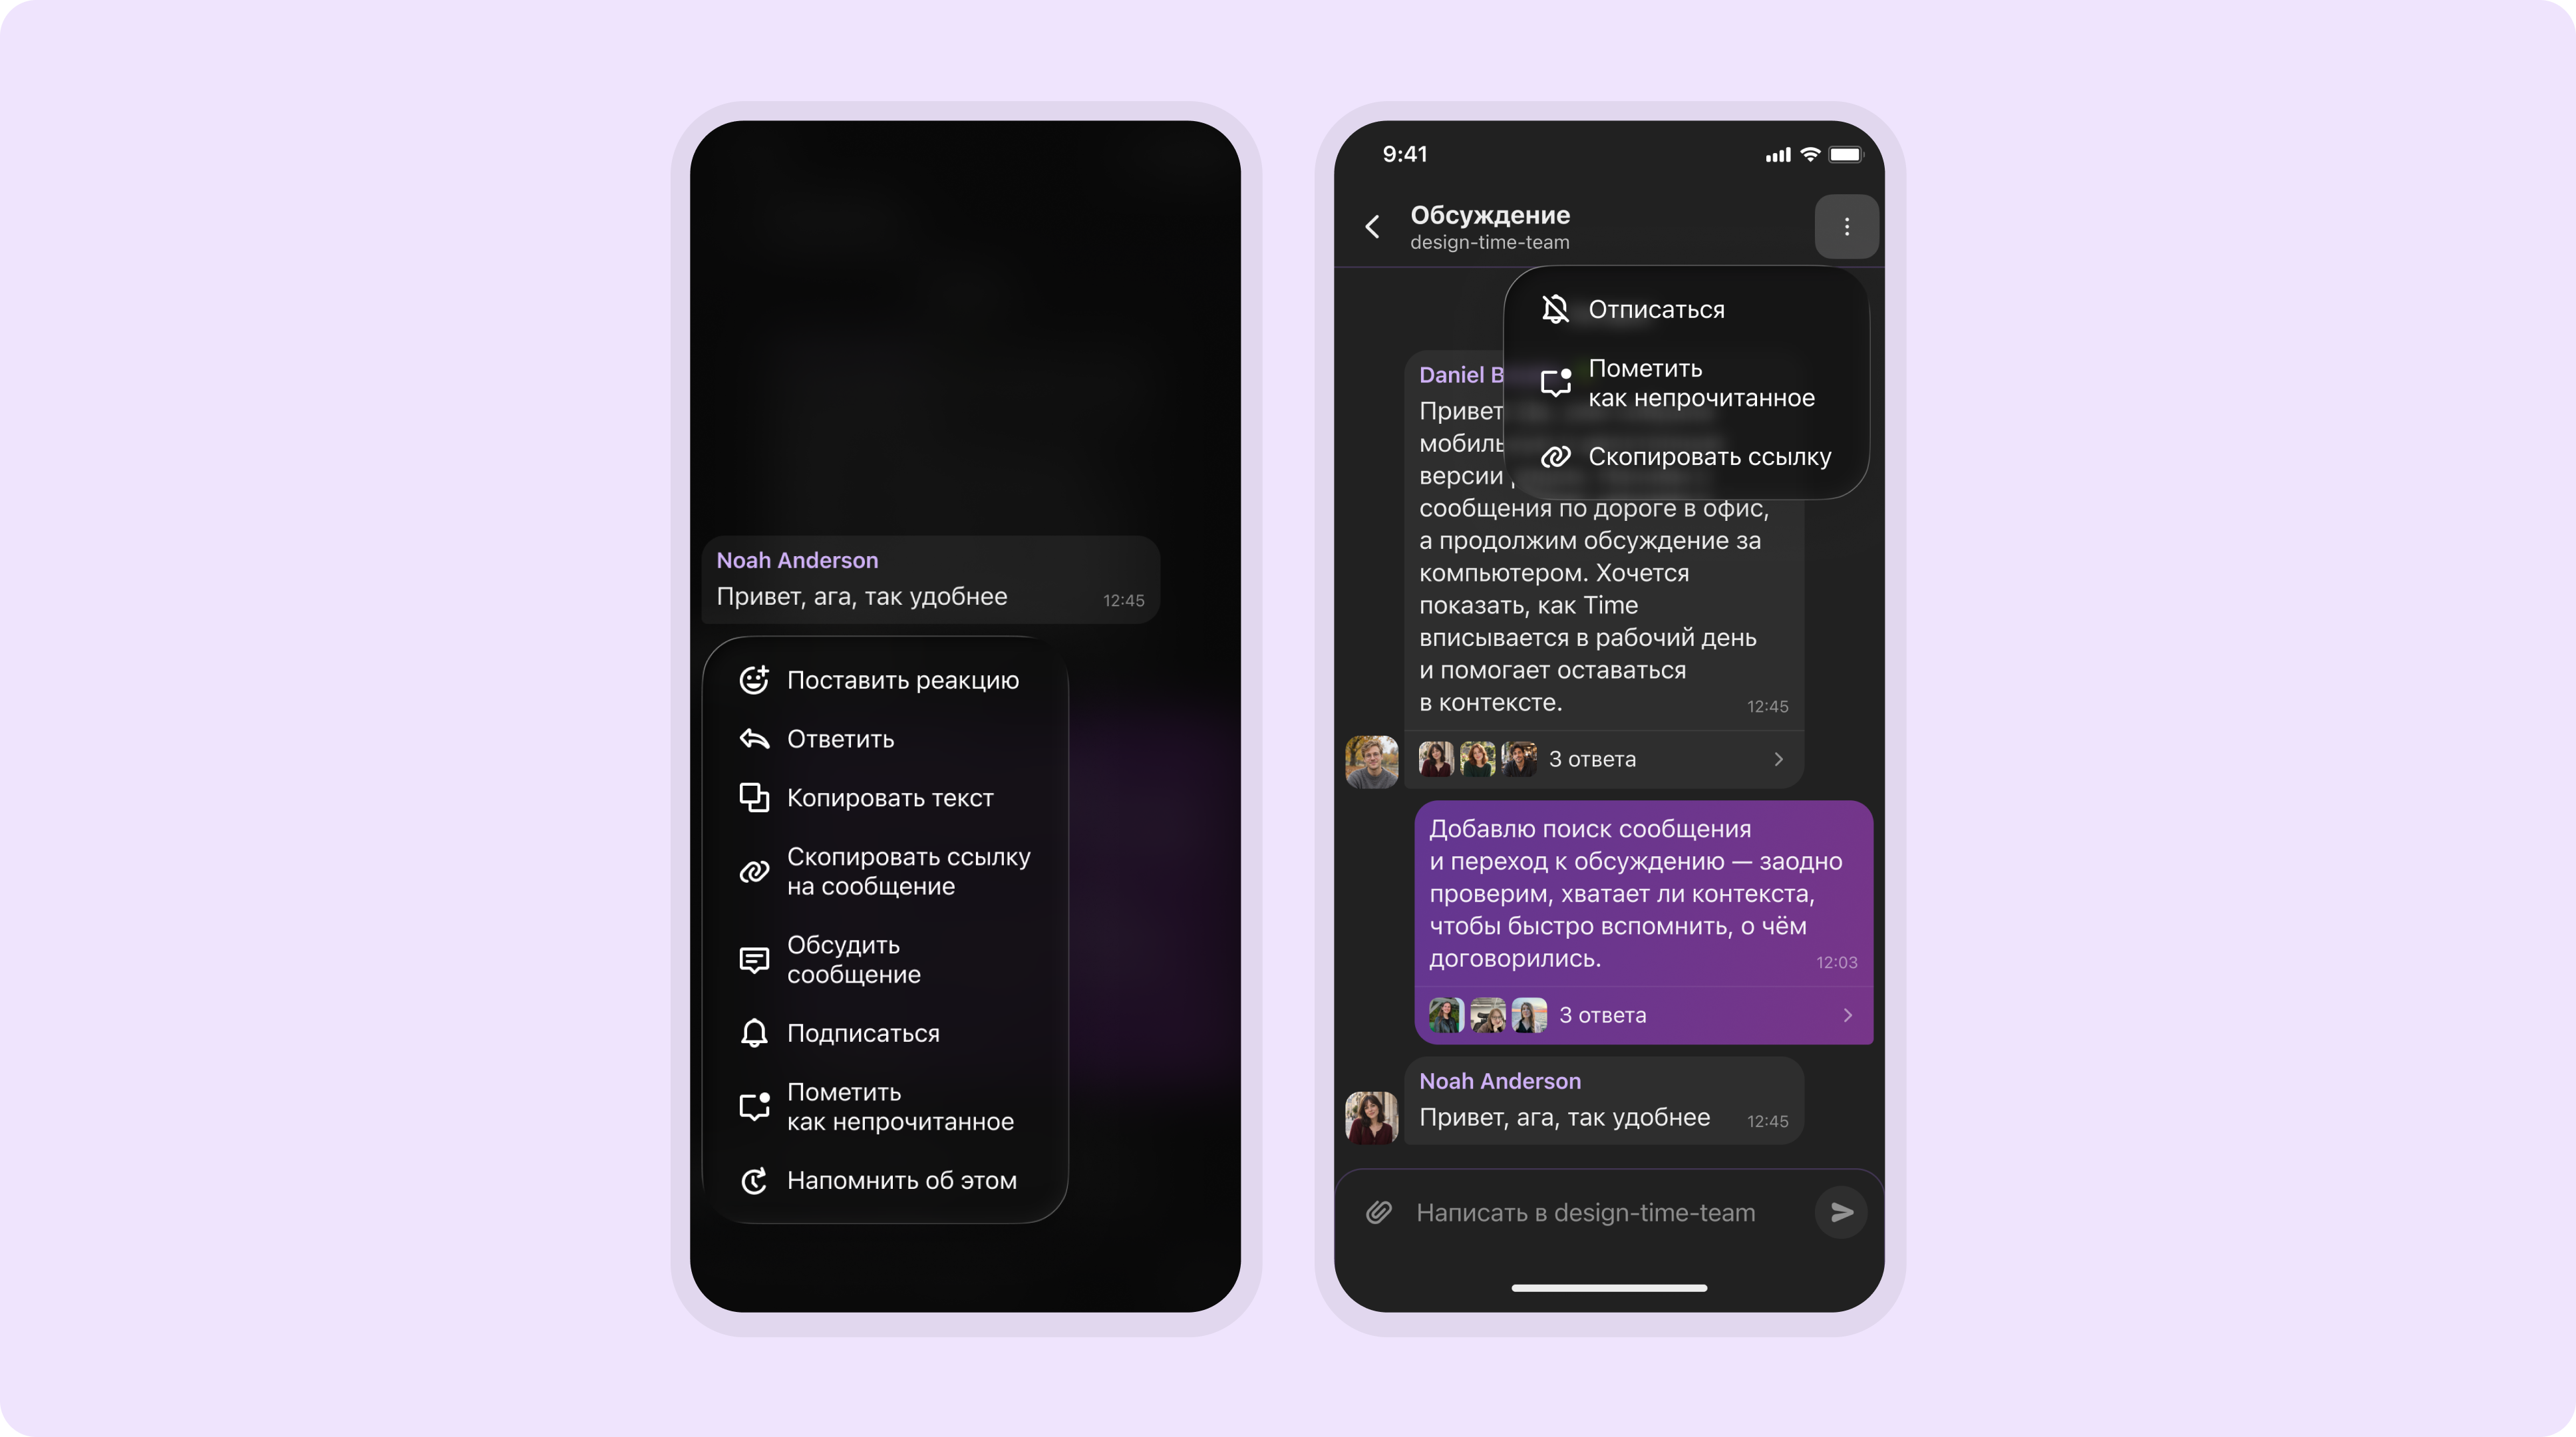 Noah Anderson
Привет, ага, так удобнее
12:45
Поставить реакцию
Ответить
Копировать текст
Скопировать ссылку
на сообщение
Обсудить
сообщение
Подписаться
Пометить
как непрочитанное
Напомнить об этом
9:41
Обсуждение
design-time-team
Отписаться
Пометить
как непрочитанное
Скопировать ссылку
Daniel
Привет
версии
сообщения по дороге в офис,
а продолжим обсуждение за
компьютером. Хочется
показать, как Time
вписывается в рабочий день
и помогает оставаться
в контексте.
12:45
3 ответа
Добавлю поиск сообщения
и переход к обсуждению — заодно
проверим, хватает ли контекста,
чтобы быстро вспомнить, о чём
договорились.
12:03
3 ответа
Noah Anderson
Привет, ага, так удобнее
12:45
Написать в design-time-team